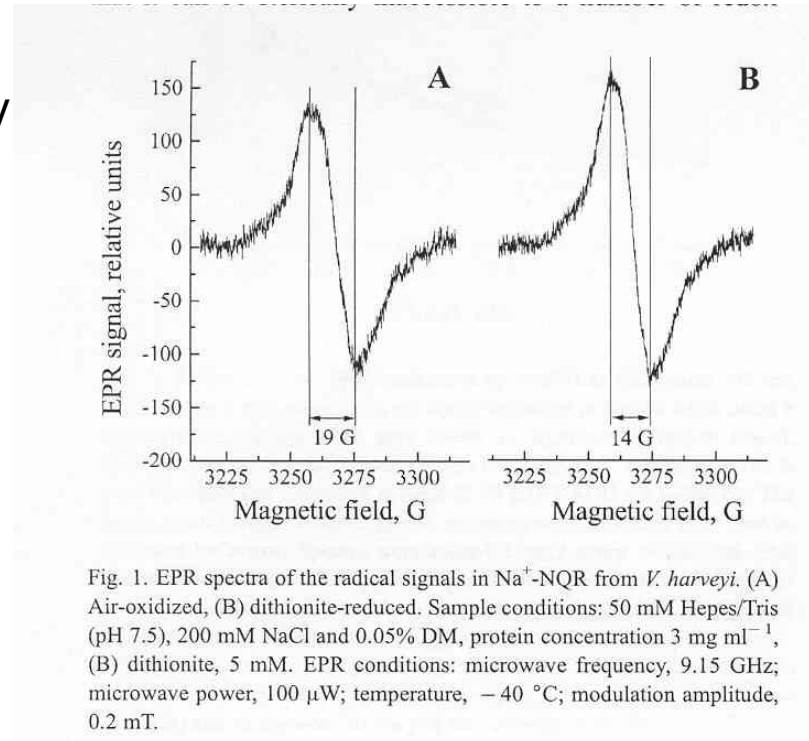 A
B
150
100
50
0
-50
-100
-150
-200
EPR signal, relative units
19 G
14 G
3225 3250 3275 3300
3225 3250 3275 3300
Magnetic field, G
Magnetic field, G
Fig. 1. EPR spectra of the radical signals in Na⁺-NQR from V. harveyi. (A)
Air-oxidized, (B) dithionite-reduced. Sample conditions: 50 mM Hepes/Tris
(pH 7.5), 200 mM NaCl and 0.05% DM, protein concentration 3 mg ml⁻¹,
(B) dithionite, 5 mM. EPR conditions: microwave frequency, 9.15 GHz;
microwave power, 100 μW; temperature, −40 °C; modulation amplitude,
0.2 mT.